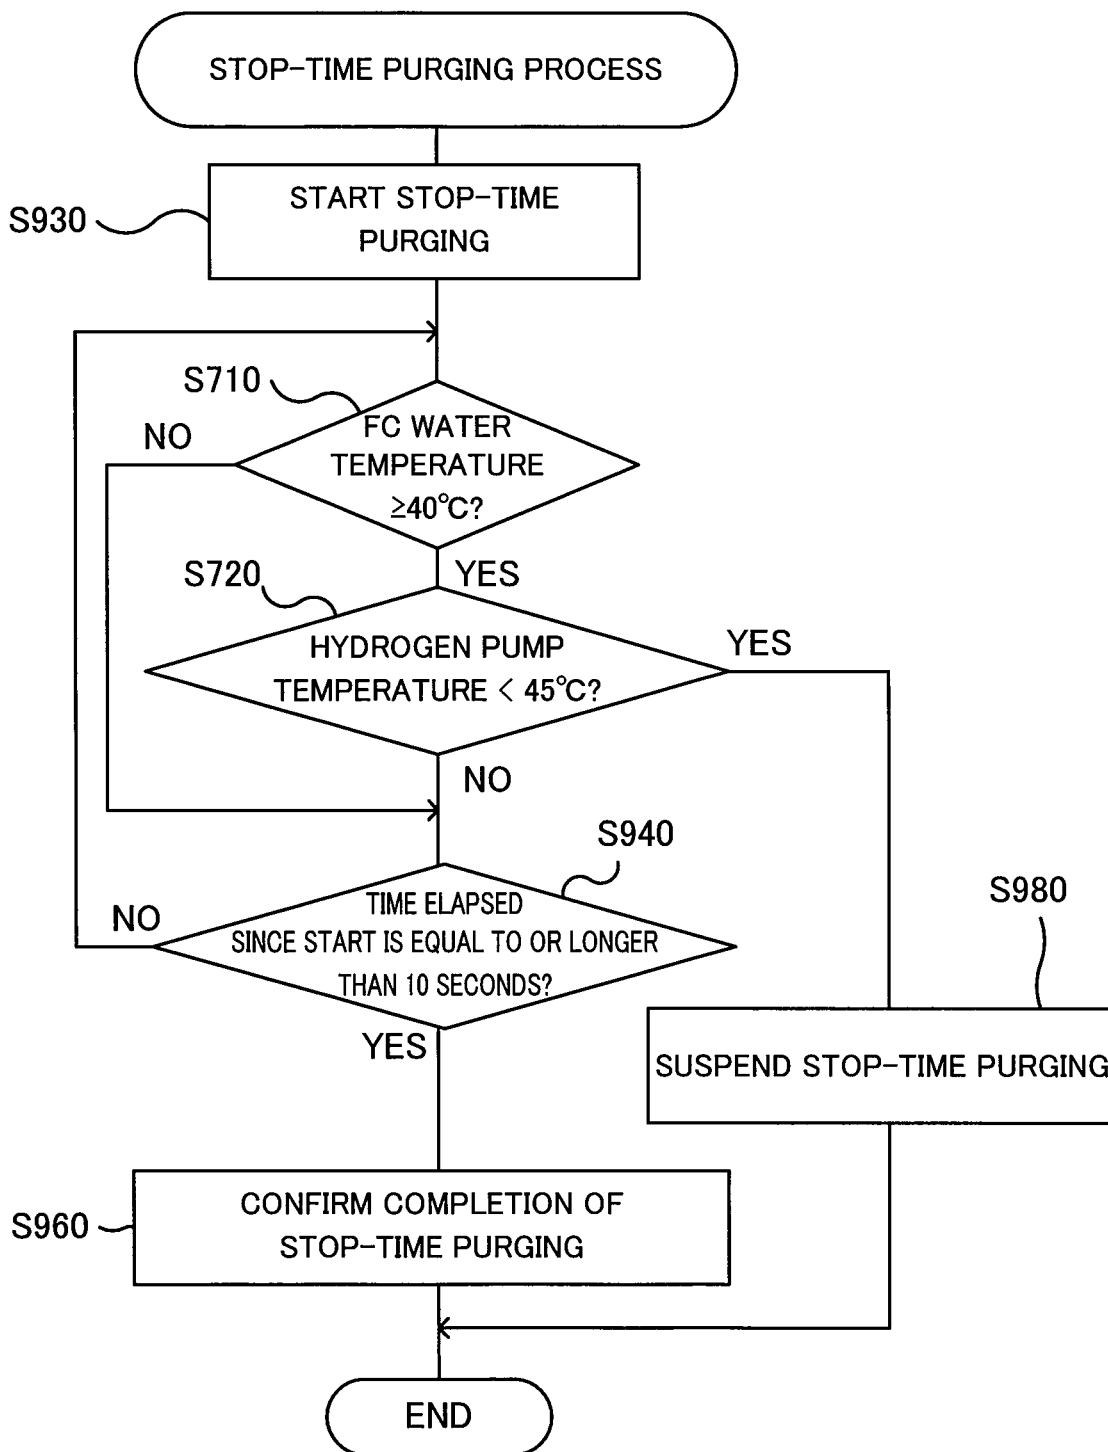 STOP-TIME PURGING PROCESS
S930
START STOP-TIME
PURGING
S710
NO
FC WATER
TEMPERATURE
≥40°C?
S720
YES
HYDROGEN PUMP
TEMPERATURE < 45°C?
YES
NO
S940
NO
TIME ELAPSED
SINCE START IS EQUAL TO OR LONGER
THAN 10 SECONDS?
S980
YES
SUSPEND STOP-TIME PURGING
S960
CONFIRM COMPLETION OF
STOP-TIME PURGING
END